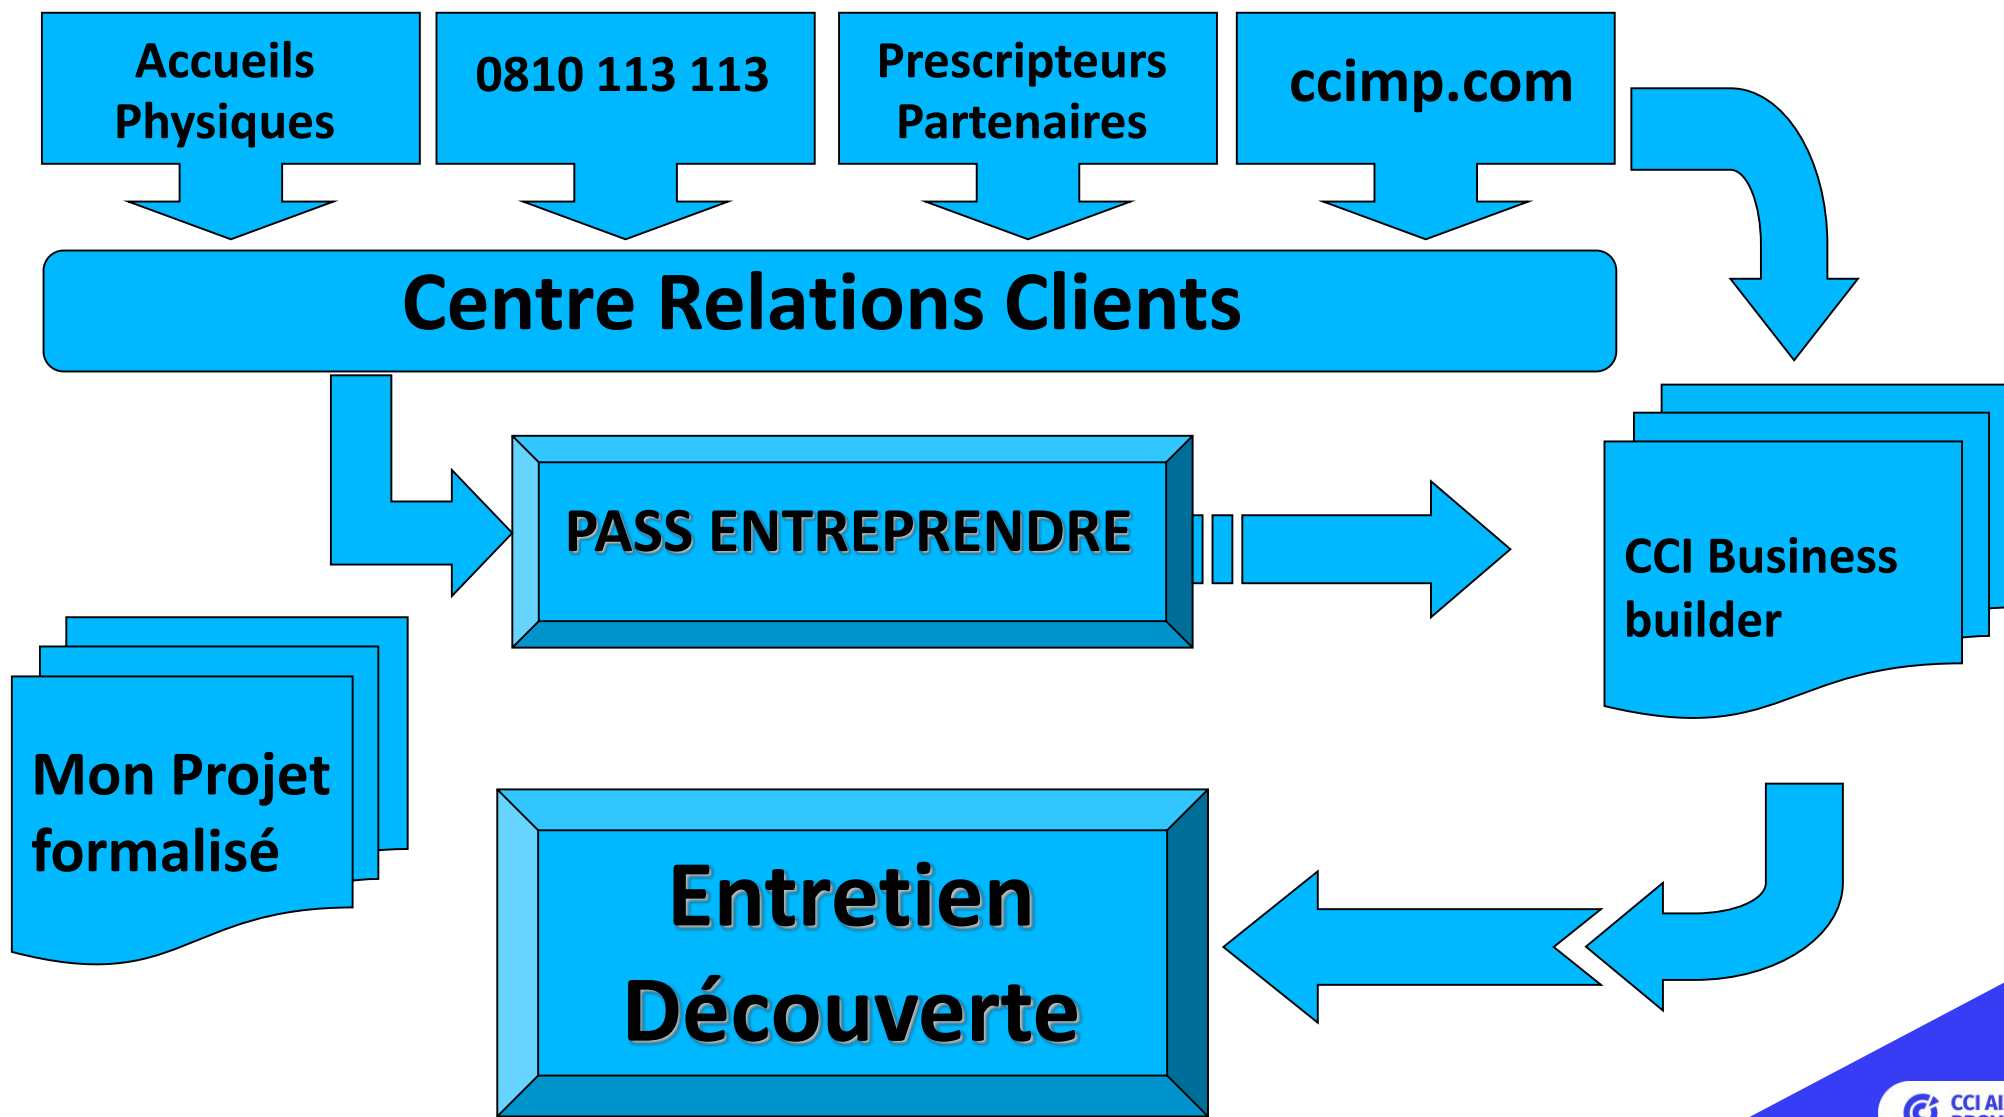 Accueils
Physiques
0810 113 113
Prescripteurs
Partenaires
ccimp.com
Centre Relations Clients
PASS ENTREPRENDRE
CCI Business
builder
Mon Projet
formalisé
Entretien
Découverte
CCI